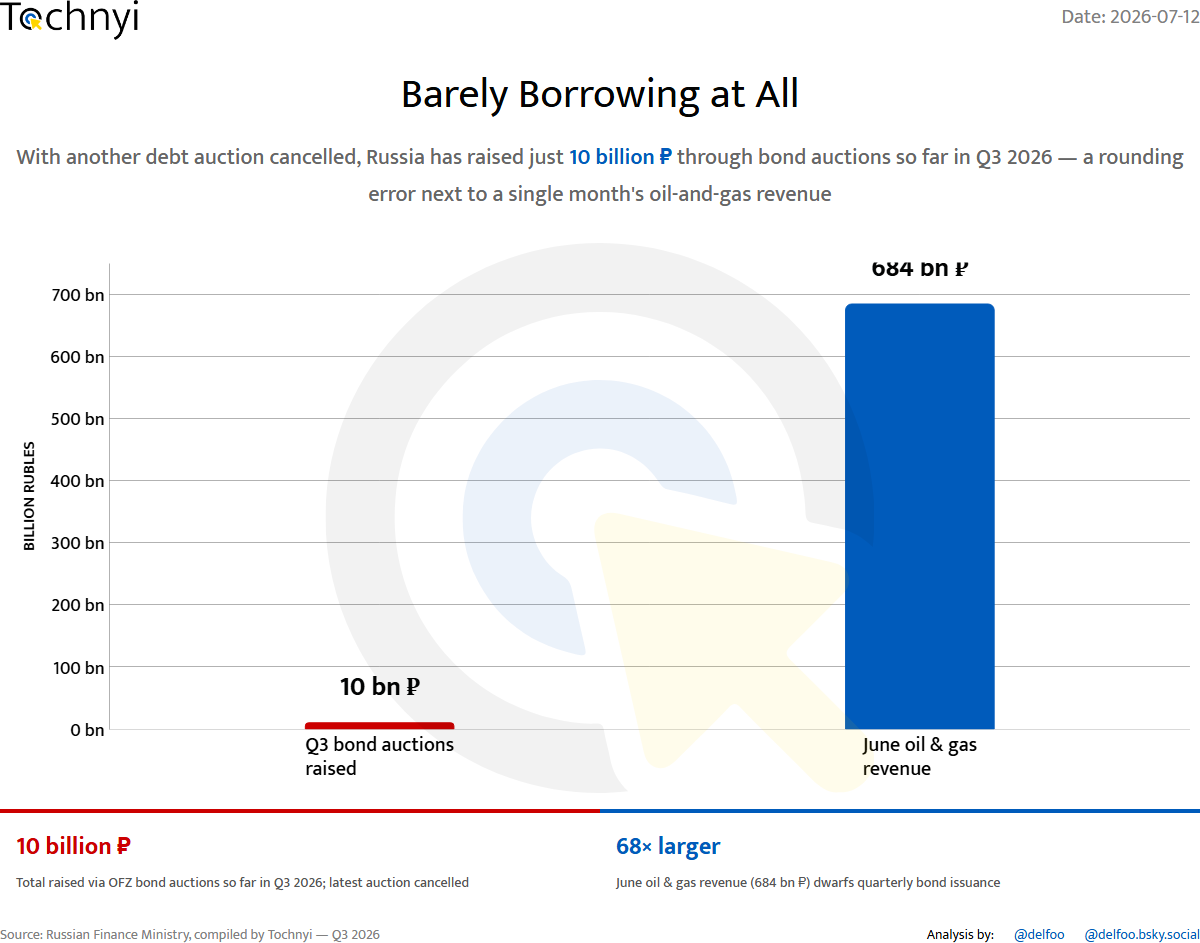 Tochnyi
Date: 2026-07-12
Barely Borrowing at All
With another debt auction cancelled, Russia has raised just 10 billion ₽ through bond auctions so far in Q3 2026 — a rounding
error next to a single month's oil-and-gas revenue
684 bn ₽
700 bn
600 bn
500 bn
400 bn
300 bn
200 bn
100 bn
0 bn
BILLION RUBLES
10 bn ₽
Q3 bond auctions
raised
June oil & gas
revenue
10 billion ₽
Total raised via OFZ bond auctions so far in Q3 2026; latest auction cancelled
68× larger
June oil & gas revenue (684 bn ₽) dwarfs quarterly bond issuance
Source: Russian Finance Ministry, compiled by Tochnyi — Q3 2026
Analysis by: @delfoo @delfoo.bsky.social